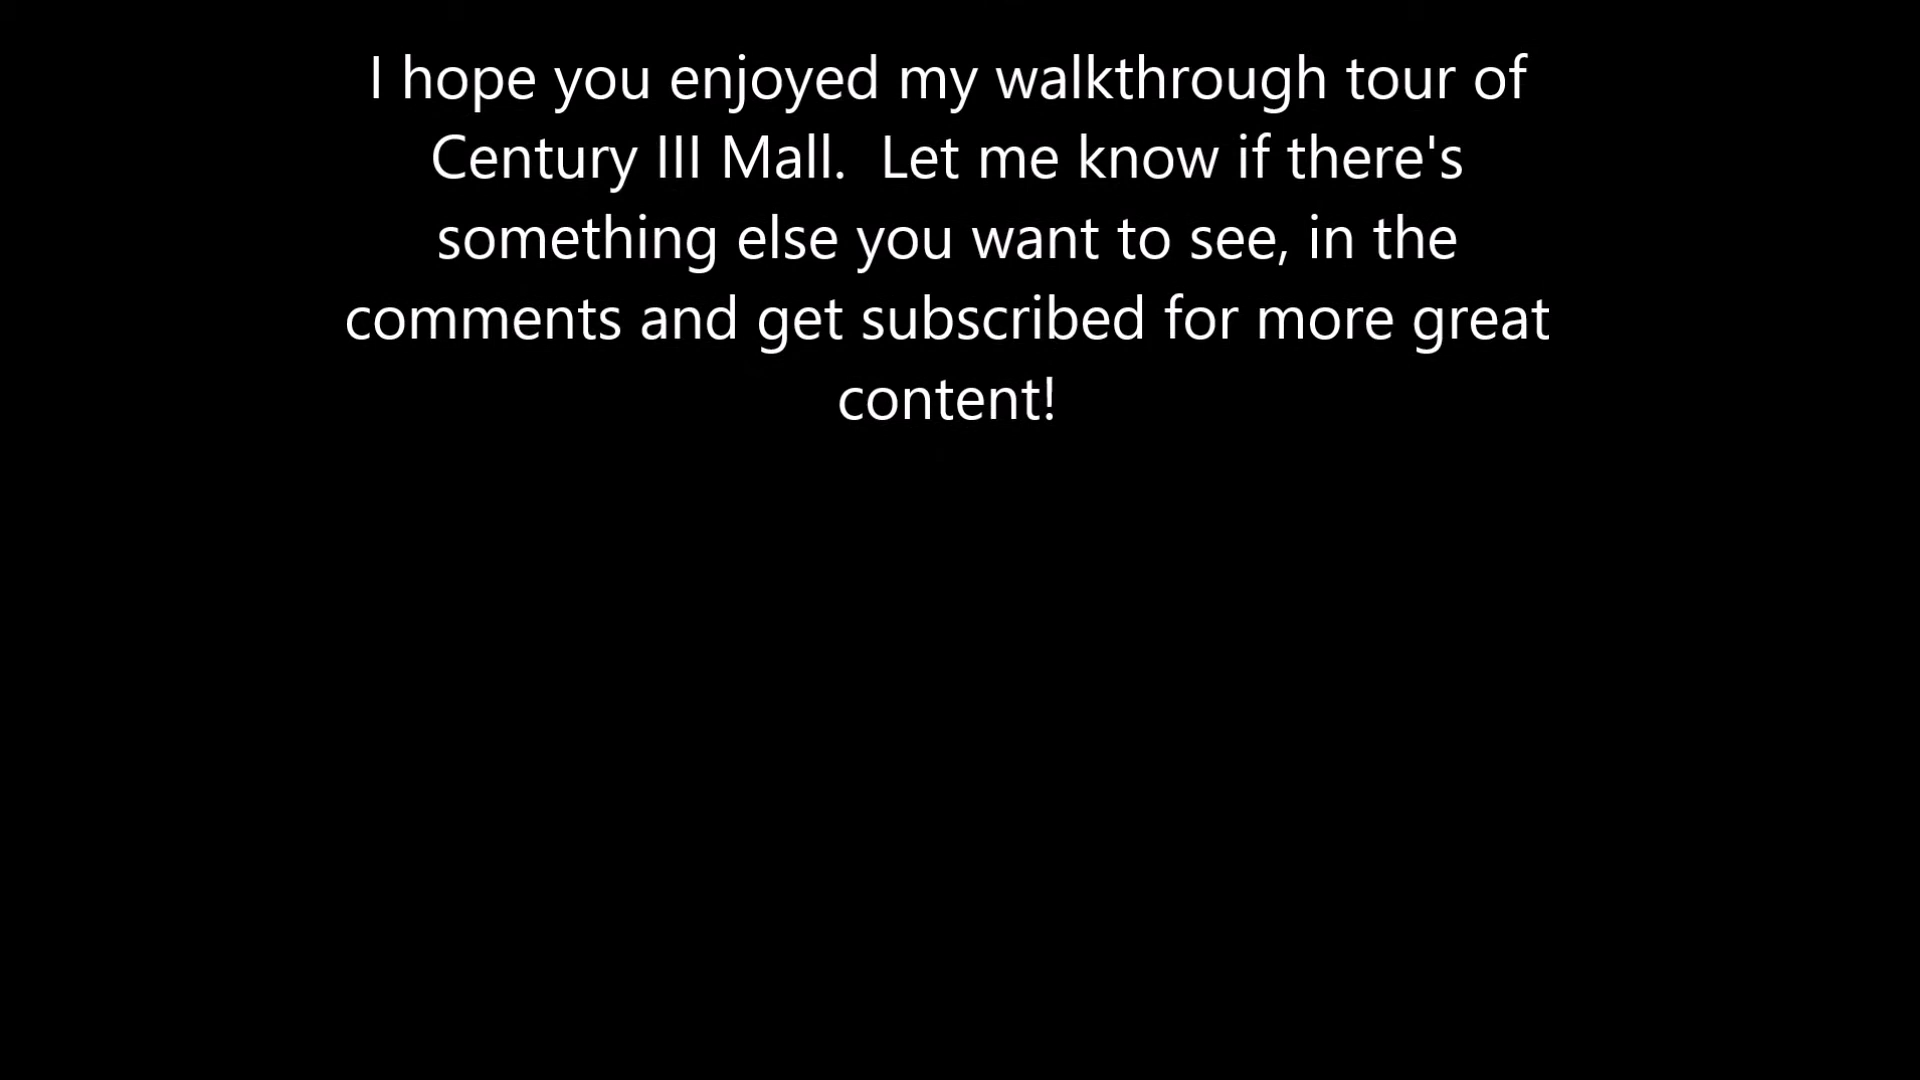 I hope you enjoyed my walkthrough tour of
Century III Mall.  Let me know if there's
something else you want to see, in the
comments and get subscribed for more great
content!